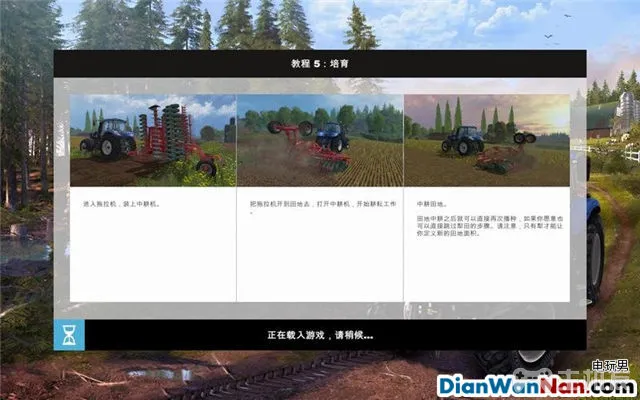 教程 5：培育
进入拖拉机，装上中耕机。
把拖拉机开到田地去，打开中耕机，开始耕耘工作
。
中耕田地。
田地中耕之后就可以直接再次播种，如果你愿意也
可以直接跳过犁田的步骤。请注意，只有犁才能让
你定义新的田地面积。
正在载入游戏，请稍候...
电玩男
DianWanNan.com